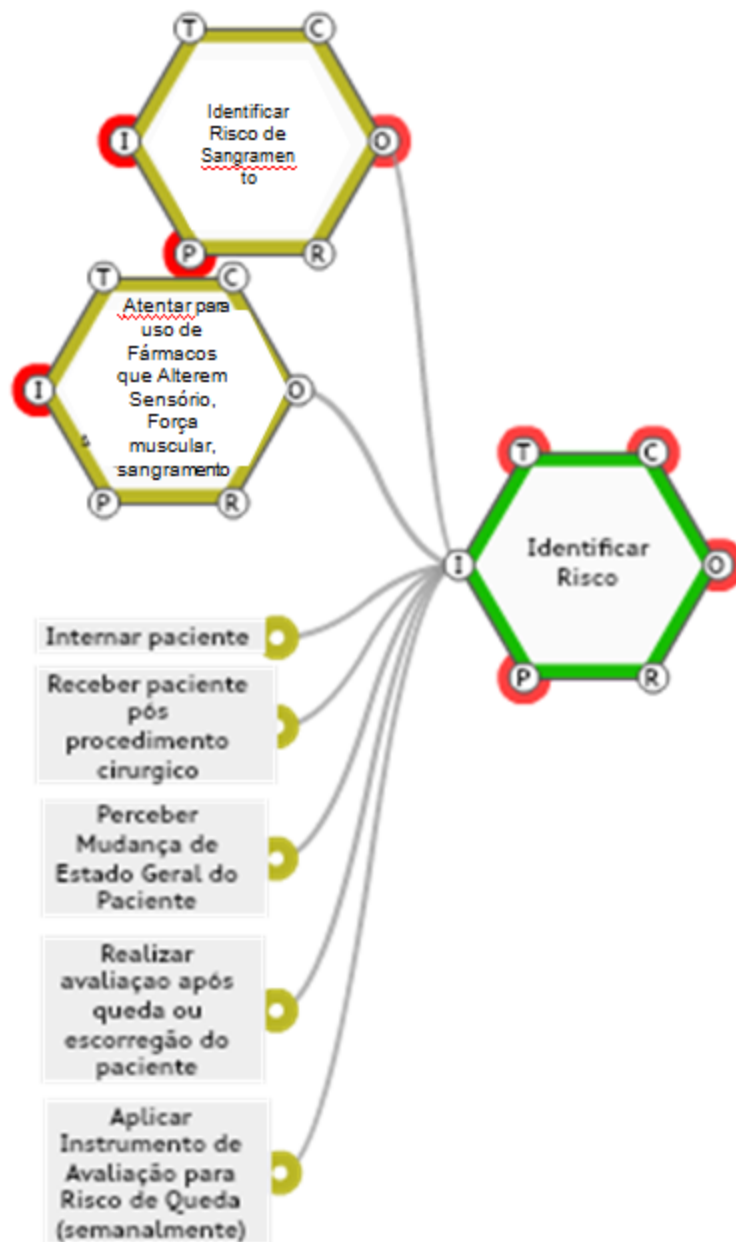 T C
Identificar
Risco de
Sangramen
to
I O
P R
T C
Atentar para
uso de
Fármacos
que Alterem
Sensório,
Força
muscular,
sangramento
I O
P R
T C
Identificar
Risco
I O
P R
Internar paciente
Receber paciente
pós
procedimento
cirurgico
Perceber
Mudança de
Estado Geral do
Paciente
Realizar
avaliaçao após
queda ou
escorregão do
paciente
Aplicar
Instrumento de
Avaliação para
Risco de Queda
(semanalmente)